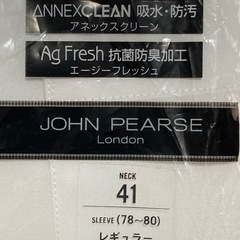 ANNEXCLEAN 吸水・防汚
アネックスクリーン
Ag Fresh 抗菌防臭加工
エージーフレッシュ
JOHN PEARSE
London
NECK
41
SLEEVE (78～80)
レギュラー